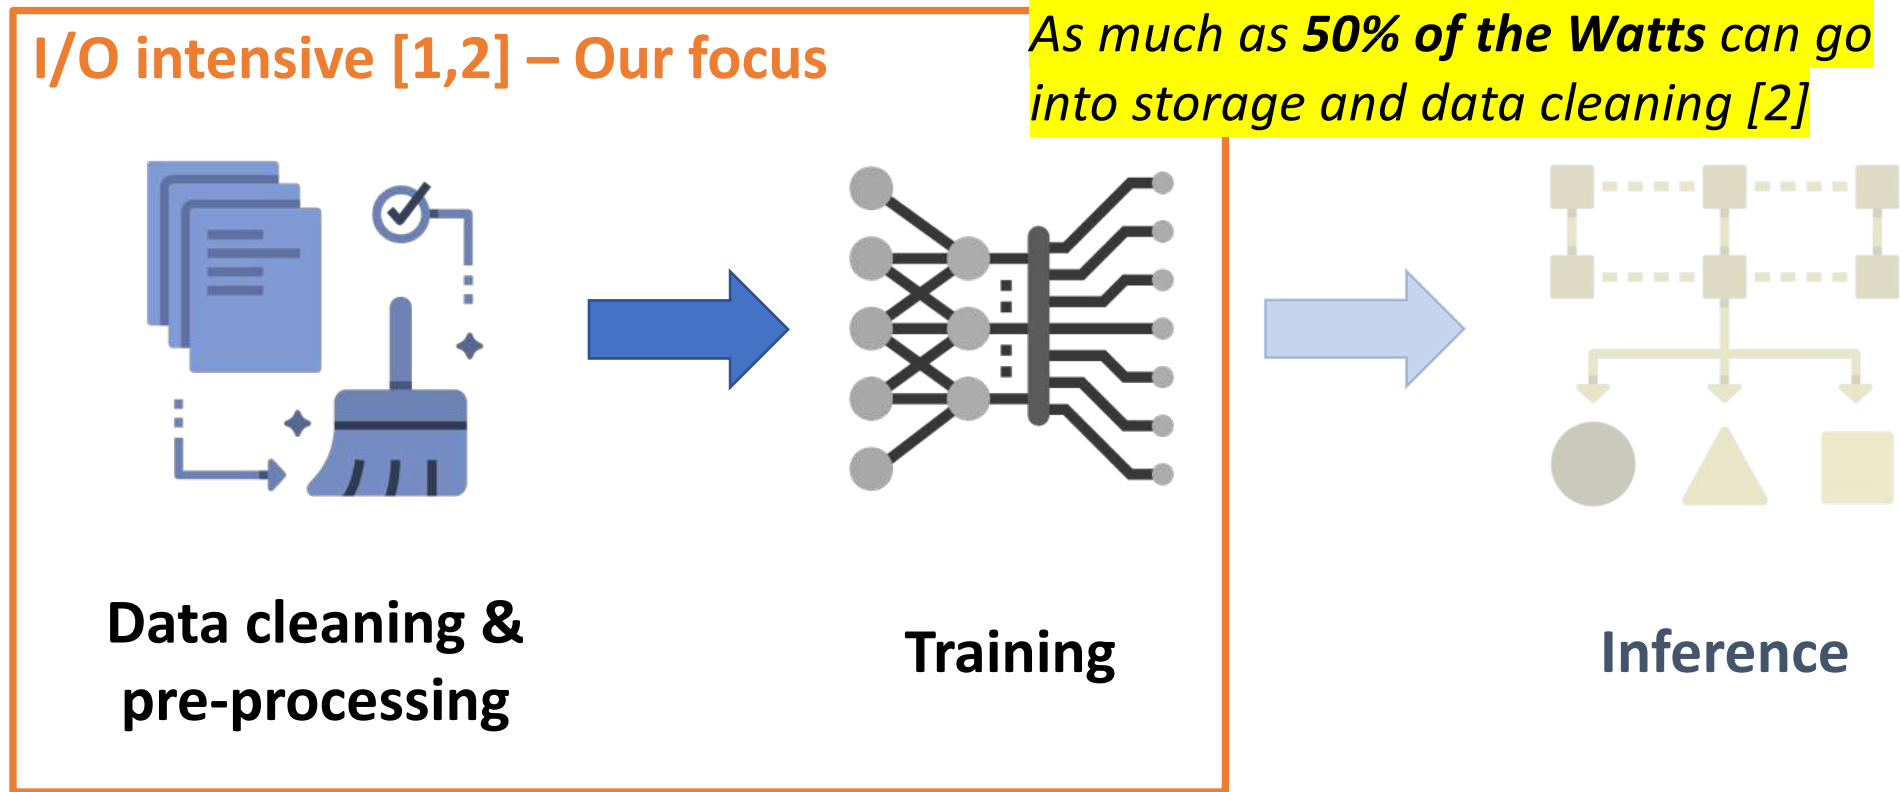 I/O intensive [1,2] – Our focus
As much as 50% of the Watts can go
into storage and data cleaning [2]
Data cleaning &
pre-processing
Training
Inference